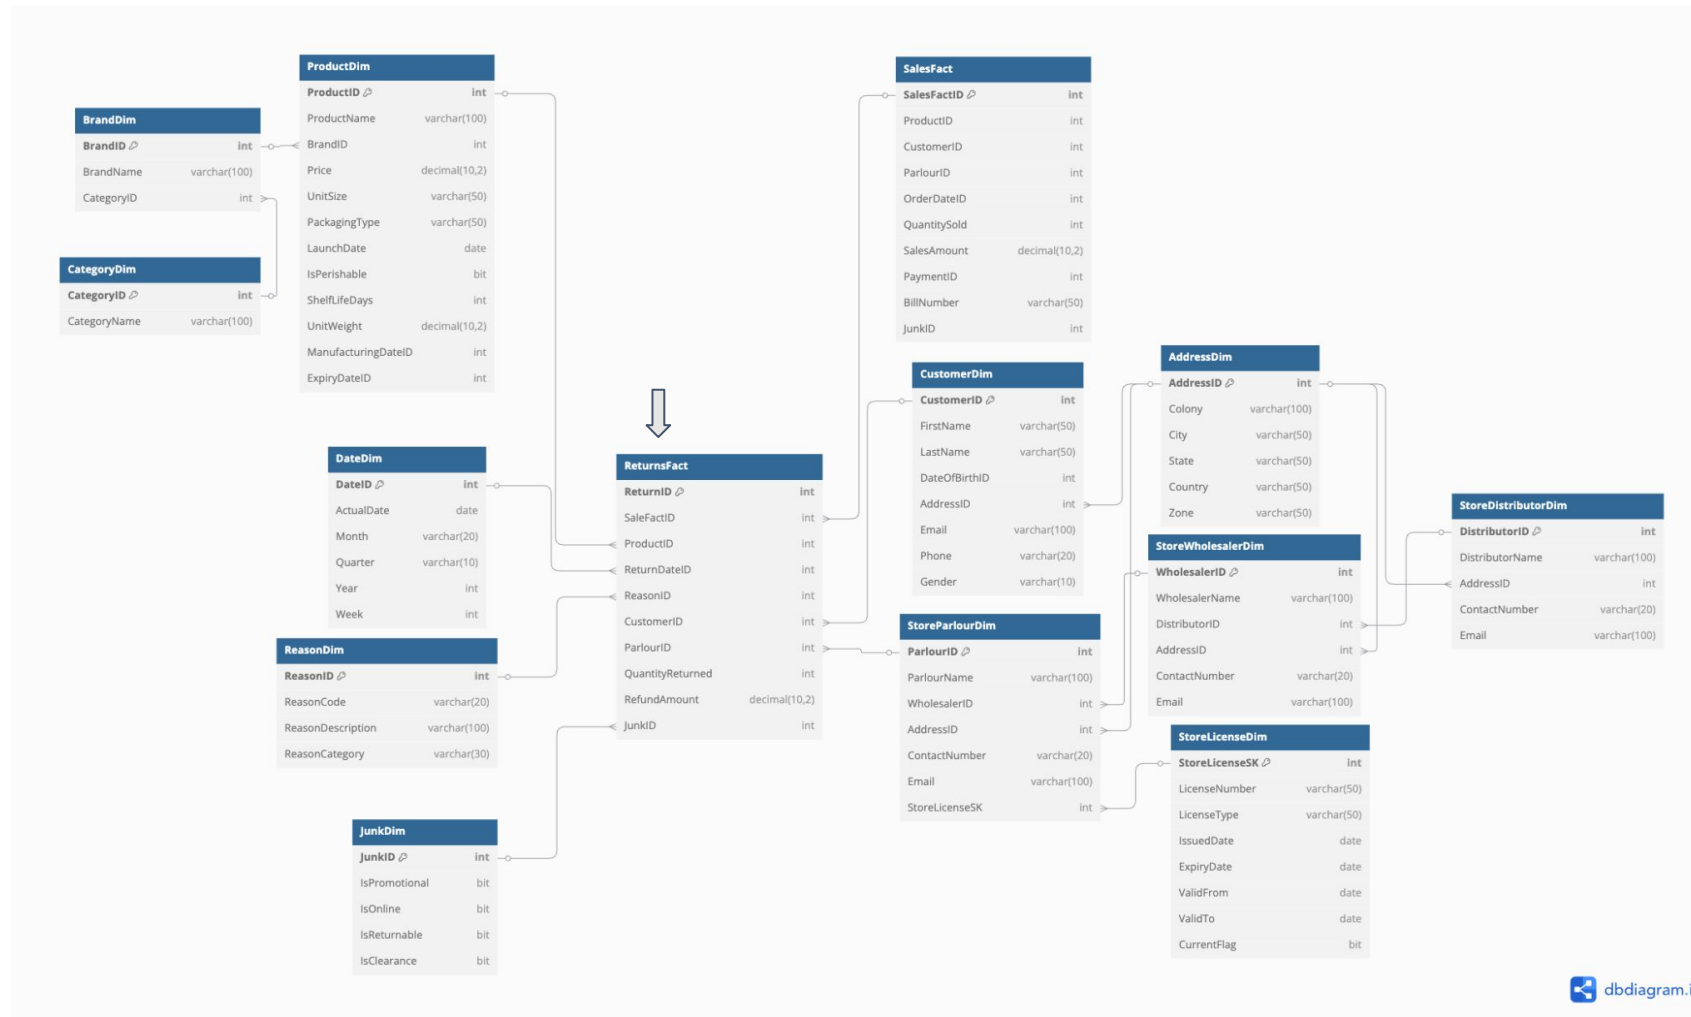 ProductDim
ProductID int
ProductName varchar(100)
BrandID int
Price decimal(10,2)
UnitSize varchar(50)
PackagingType varchar(50)
LaunchDate date
IsPerishable bit
ShelfLifeDays int
UnitWeight decimal(10,2)
ManufacturingDateID int
ExpiryDateID int
BrandDim
BrandID int
BrandName varchar(100)
CategoryID int
CategoryDim
CategoryID int
CategoryName varchar(100)
SalesFact
SalesFactID int
ProductID int
CustomerID int
ParlourID int
OrderDateID int
QuantitySold int
SalesAmount decimal(10,2)
PaymentID int
BillNumber varchar(50)
JunkID int
CustomerDim
CustomerID int
FirstName varchar(50)
LastName varchar(50)
DateOfBirthID int
AddressID int
Email varchar(100)
Phone varchar(20)
Gender varchar(10)
AddressDim
AddressID int
Colony varchar(100)
City varchar(50)
State varchar(50)
Country varchar(50)
Zone varchar(50)
DateDim
DateID int
ActualDate date
Month varchar(20)
Quarter varchar(10)
Year int
Week int
ReturnsFact
ReturnID int
SaleFactID int
ProductID int
ReturnDateID int
ReasonID int
CustomerID int
ParlourID int
QuantityReturned int
RefundAmount decimal(10,2)
JunkID int
StoreDistributorDim
DistributorID int
DistributorName varchar(100)
AddressID int
ContactNumber varchar(20)
Email varchar(100)
StoreWholesalerDim
WholesalerID int
WholesalerName varchar(100)
DistributorID int
AddressID int
ContactNumber varchar(20)
Email varchar(100)
ReasonDim
ReasonID int
ReasonCode varchar(20)
ReasonDescription varchar(100)
ReasonCategory varchar(30)
StoreParlourDim
ParlourID int
ParlourName varchar(100)
WholesalerID int
AddressID int
ContactNumber varchar(20)
Email varchar(100)
StoreLicenseSK int
StoreLicenseDim
StoreLicenseSK int
LicenseNumber varchar(50)
LicenseType varchar(50)
IssuedDate date
ExpiryDate date
ValidFrom date
ValidTo date
CurrentFlag bit
JunkDim
JunkID int
IsPromotional bit
IsOnline bit
IsReturnable bit
IsClearance bit
dbdiagram.i